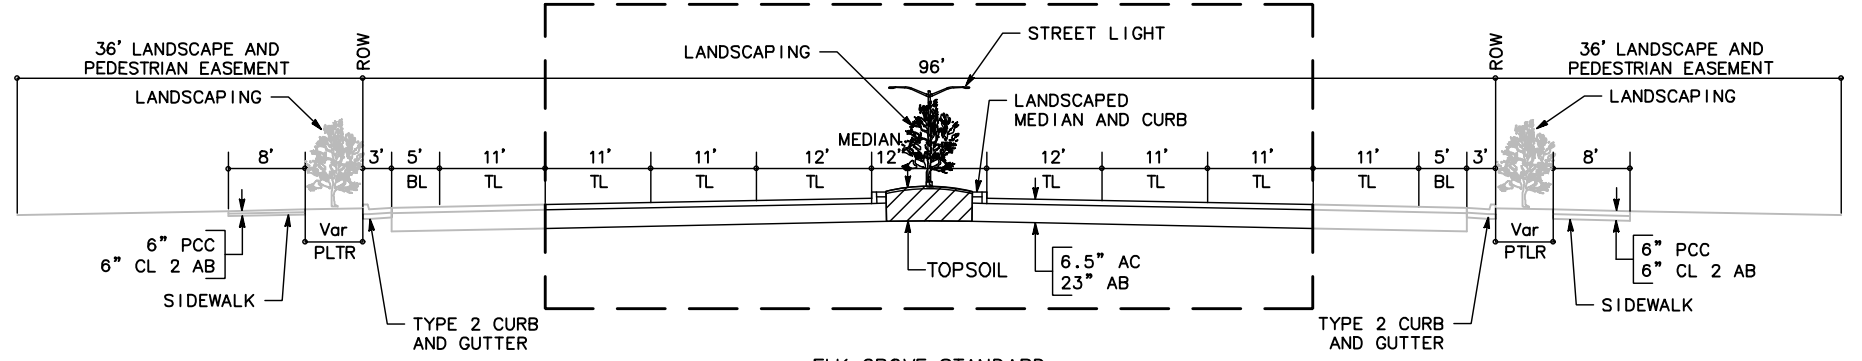 36' LANDSCAPE AND
PEDESTRIAN EASEMENT
ROW
LANDSCAPING
STREET LIGHT
96'
ROW
36' LANDSCAPE AND
PEDESTRIAN EASEMENT
LANDSCAPING
LANDSCAPED
MEDIAN AND CURB
LANDSCAPING
MEDIAN
8' 3' 5' 11' 11' 11' 12' 12' 12' 11' 11' 11' 5' 3' 8'
BL TL TL TL TL TL TL TL TL BL
Var
PLTR
Var
PTLR
6" PCC
6" CL 2 AB
SIDEWALK
TYPE 2 CURB
AND GUTTER
TOPSOIL
6.5" AC
23" AB
6" PCC
6" CL 2 AB
SIDEWALK
TYPE 2 CURB
AND GUTTER
ELK GROVE STANDARD